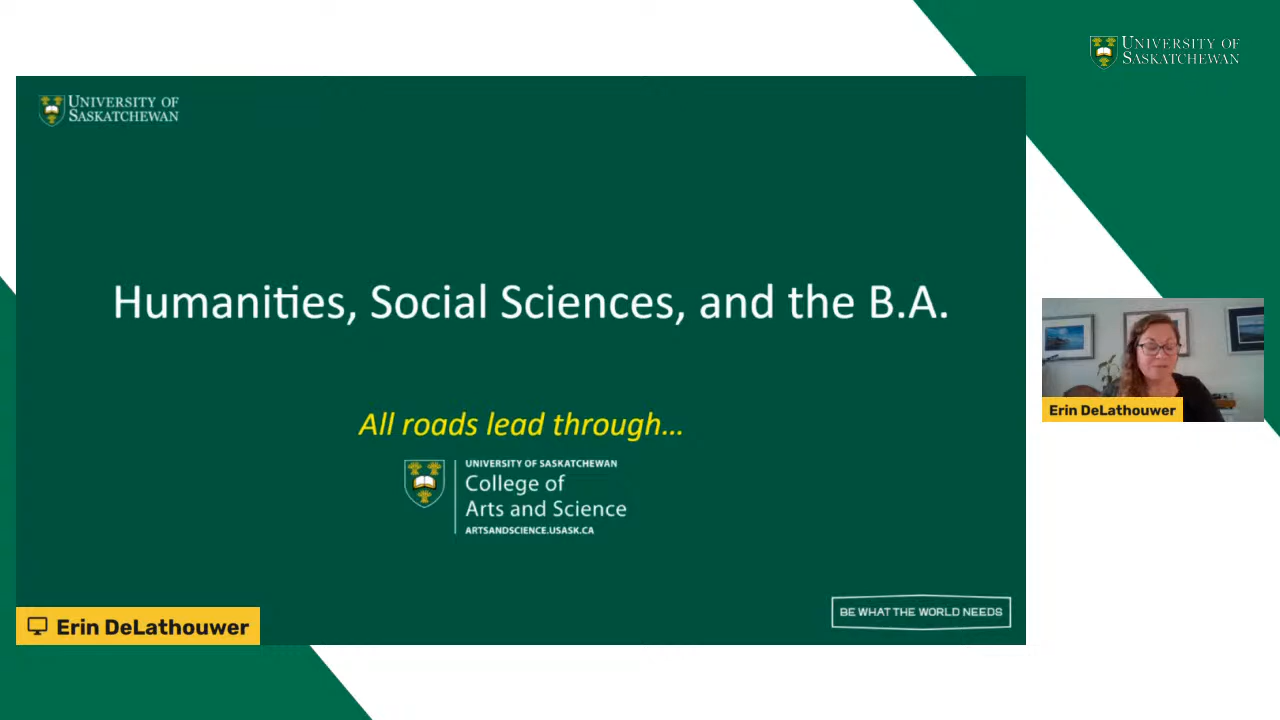 UNIVERSITY OF
SASKATCHEWAN
UNIVERSITY OF
SASKATCHEWAN
Humanities, Social Sciences, and the B.A.
All roads lead through...
UNIVERSITY OF SASKATCHEWAN
College of
Arts and Science
ARTSANDSCIENCE.USASK.CA
Erin DeLathouwer
BE WHAT THE WORLD NEEDS
Erin DeLathouwer